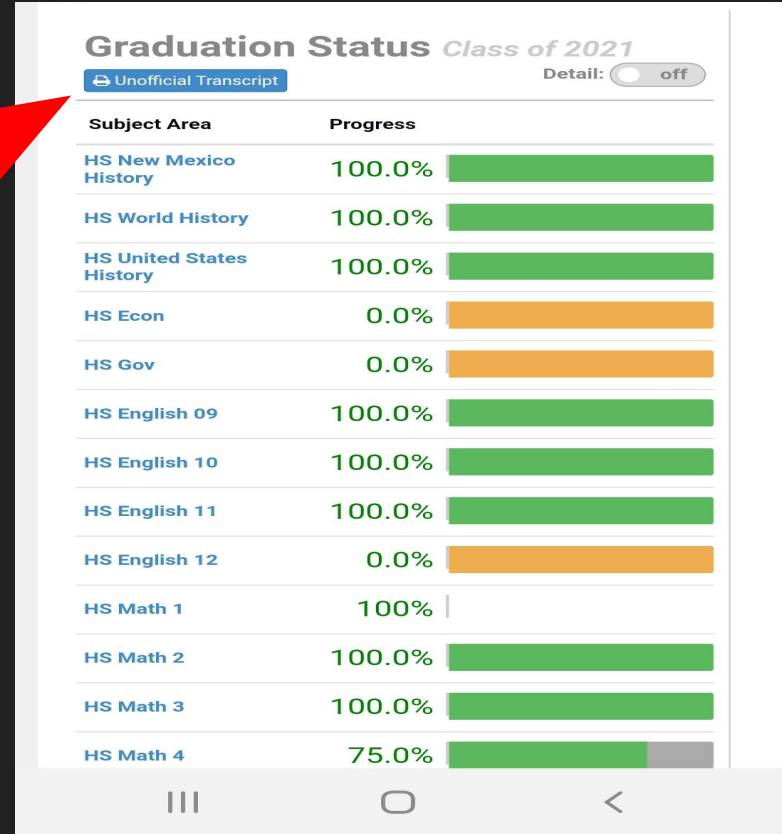 Graduation Status Class of 2021
Unofficial Transcript
Detail: off
Subject Area Progress
HS New Mexico
History 100.0%
HS World History 100.0%
HS United States
History 100.0%
HS Econ 0.0%
HS Gov 0.0%
HS English 09 100.0%
HS English 10 100.0%
HS English 11 100.0%
HS English 12 0.0%
HS Math 1 100%
HS Math 2 100.0%
HS Math 3 100.0%
HS Math 4 75.0%